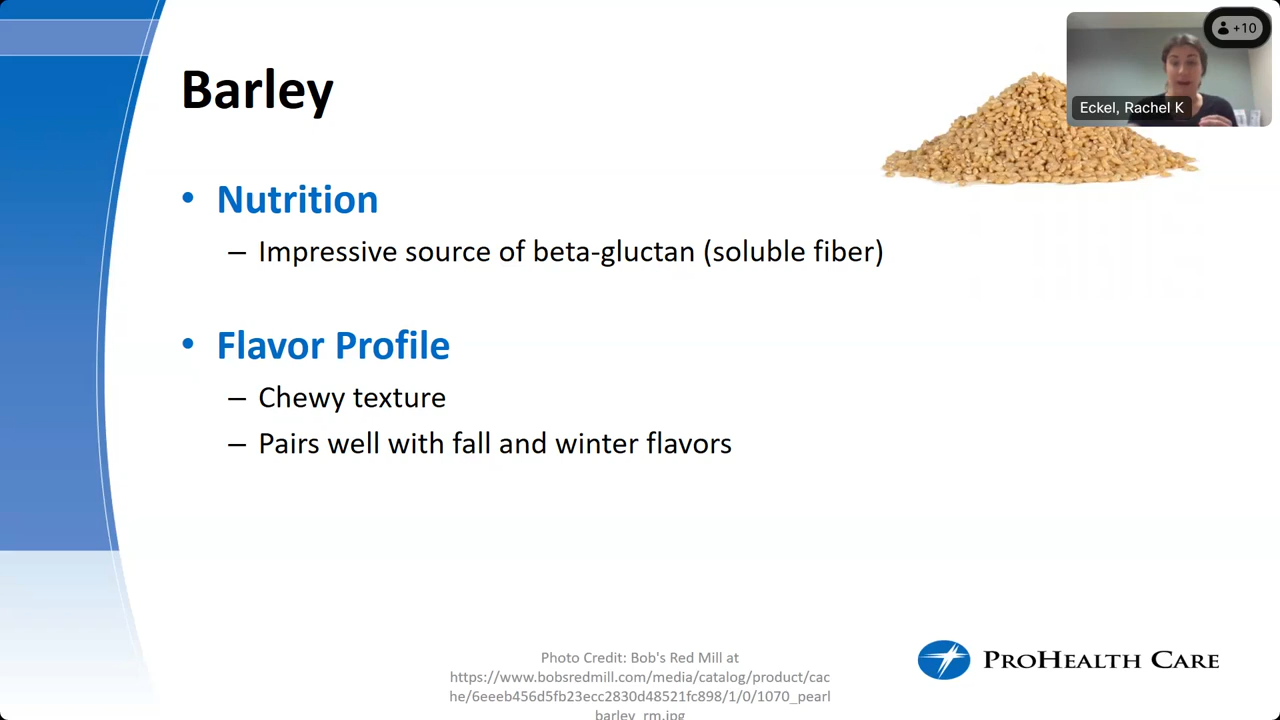 Barley
+10
Eckel, Rachel K
• Nutrition
– Impressive source of beta-gluctan (soluble fiber)
• Flavor Profile
– Chewy texture
– Pairs well with fall and winter flavors
Photo Credit: Bob's Red Mill at
https://www.bobsredmill.com/media/catalog/product/cac
he/6eeeb456d5fb23ecc2830d48521fc898/1/0/1070_pearl
barley_rm.jpg
PROHEALTH CARE